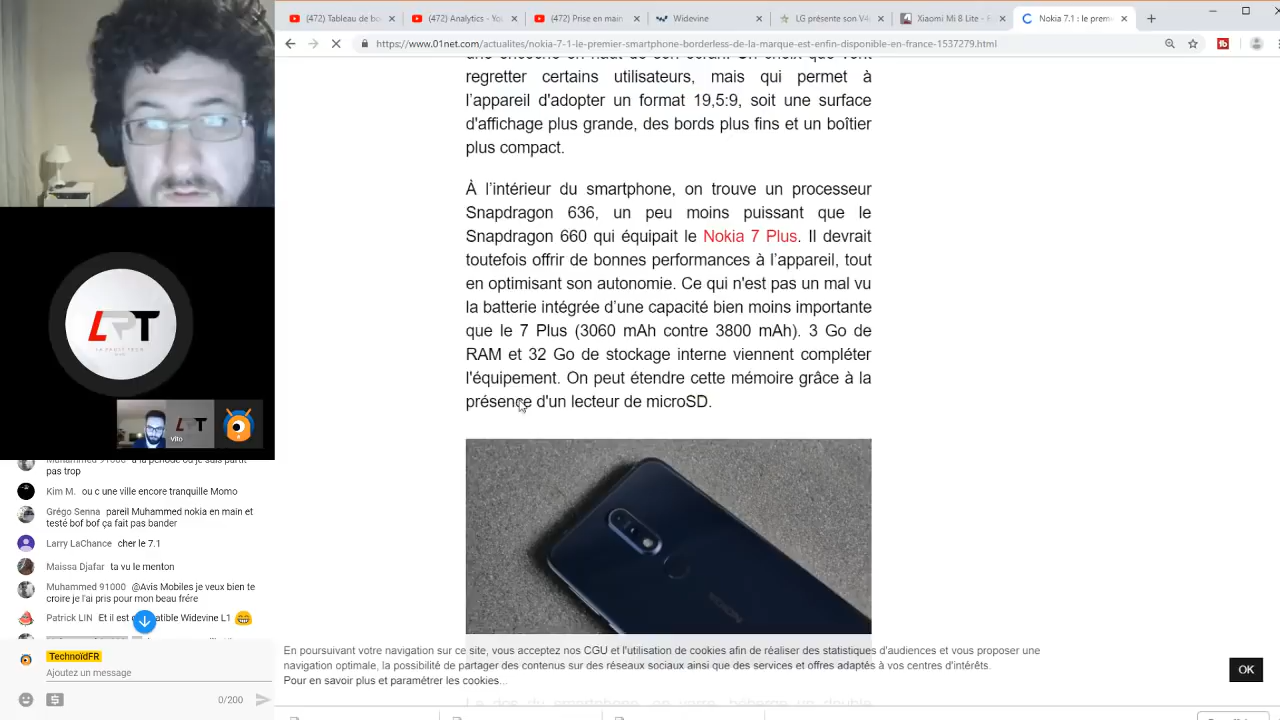 (472) Tableau de bo
(472) Analytics - You
(472) Prise en main
Widevine
LG présente son V4
Xiaomi Mi 8 Lite - R
Nokia 7.1 : le premi
https://www.01net.com/actualites/nokia-7-1-le-premier-smartphone-borderless-de-la-marque-est-enfin-disponible-en-france-1537279.html
regretter certains utilisateurs, mais qui permet à
l'appareil d'adopter un format 19,5:9, soit une surface
d'affichage plus grande, des bords plus fins et un boîtier
plus compact.
À l'intérieur du smartphone, on trouve un processeur
Snapdragon 636, un peu moins puissant que le
Snapdragon 660 qui équipait le Nokia 7 Plus. Il devrait
toutefois offrir de bonnes performances à l'appareil, tout
en optimisant son autonomie. Ce qui n'est pas un mal vu
la batterie intégrée d'une capacité bien moins importante
que le 7 Plus (3060 mAh contre 3800 mAh). 3 Go de
RAM et 32 Go de stockage interne viennent compléter
l'équipement. On peut étendre cette mémoire grâce à la
présence d'un lecteur de microSD.
NOKIA
LPT
LPT
Vito
pas trop
Kim M. ou c une ville encore tranquille Momo
Grégo Senna pareil Muhammed nokia en main et
testé bof bof ça fait pas bander
Larry LaChance cher le 7.1
Maissa Djafar ta vu le menton
Muhammed 91000 @Avis Mobiles je veux bien te
croire je l'ai pris pour mon beau frére
Patrick LIN Et il est compatible Widevine L1
TechnoïdFR
Ajoutez un message
0/200
En poursuivant votre navigation sur ce site, vous acceptez nos CGU et l'utilisation de cookies afin de réaliser des statistiques d'audiences et vous proposer une
navigation optimale, la possibilité de partager des contenus sur des réseaux sociaux ainsi que des services et offres adaptés à vos centres d'intérêts.
Pour en savoir plus et paramétrer les cookies...
OK